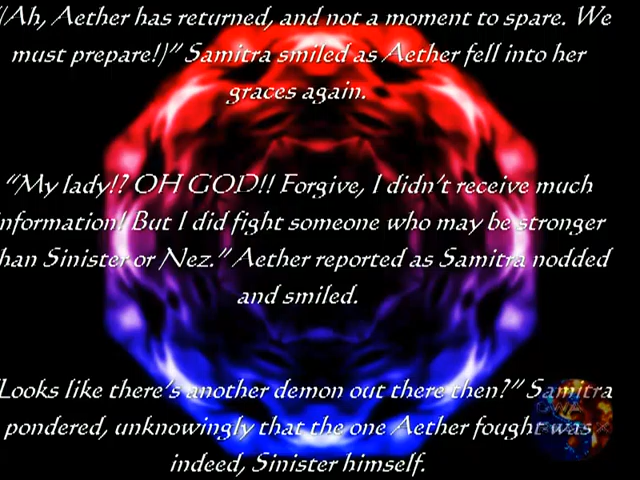 (Ah, Aether has returned, and not a moment to spare. We
must prepare!)" Samitra smiled as Aether fell into her
graces again.
"My lady!? OH GOD!! Forgive, I didn't receive much
information! But I did fight someone who may be stronger
than Sinister or Nez." Aether reported as Samitra nodded
and smiled.
"Looks like there's another demon out there then?" Samitra
pondered, unknowingly that the one Aether fought was
indeed, Sinister himself.